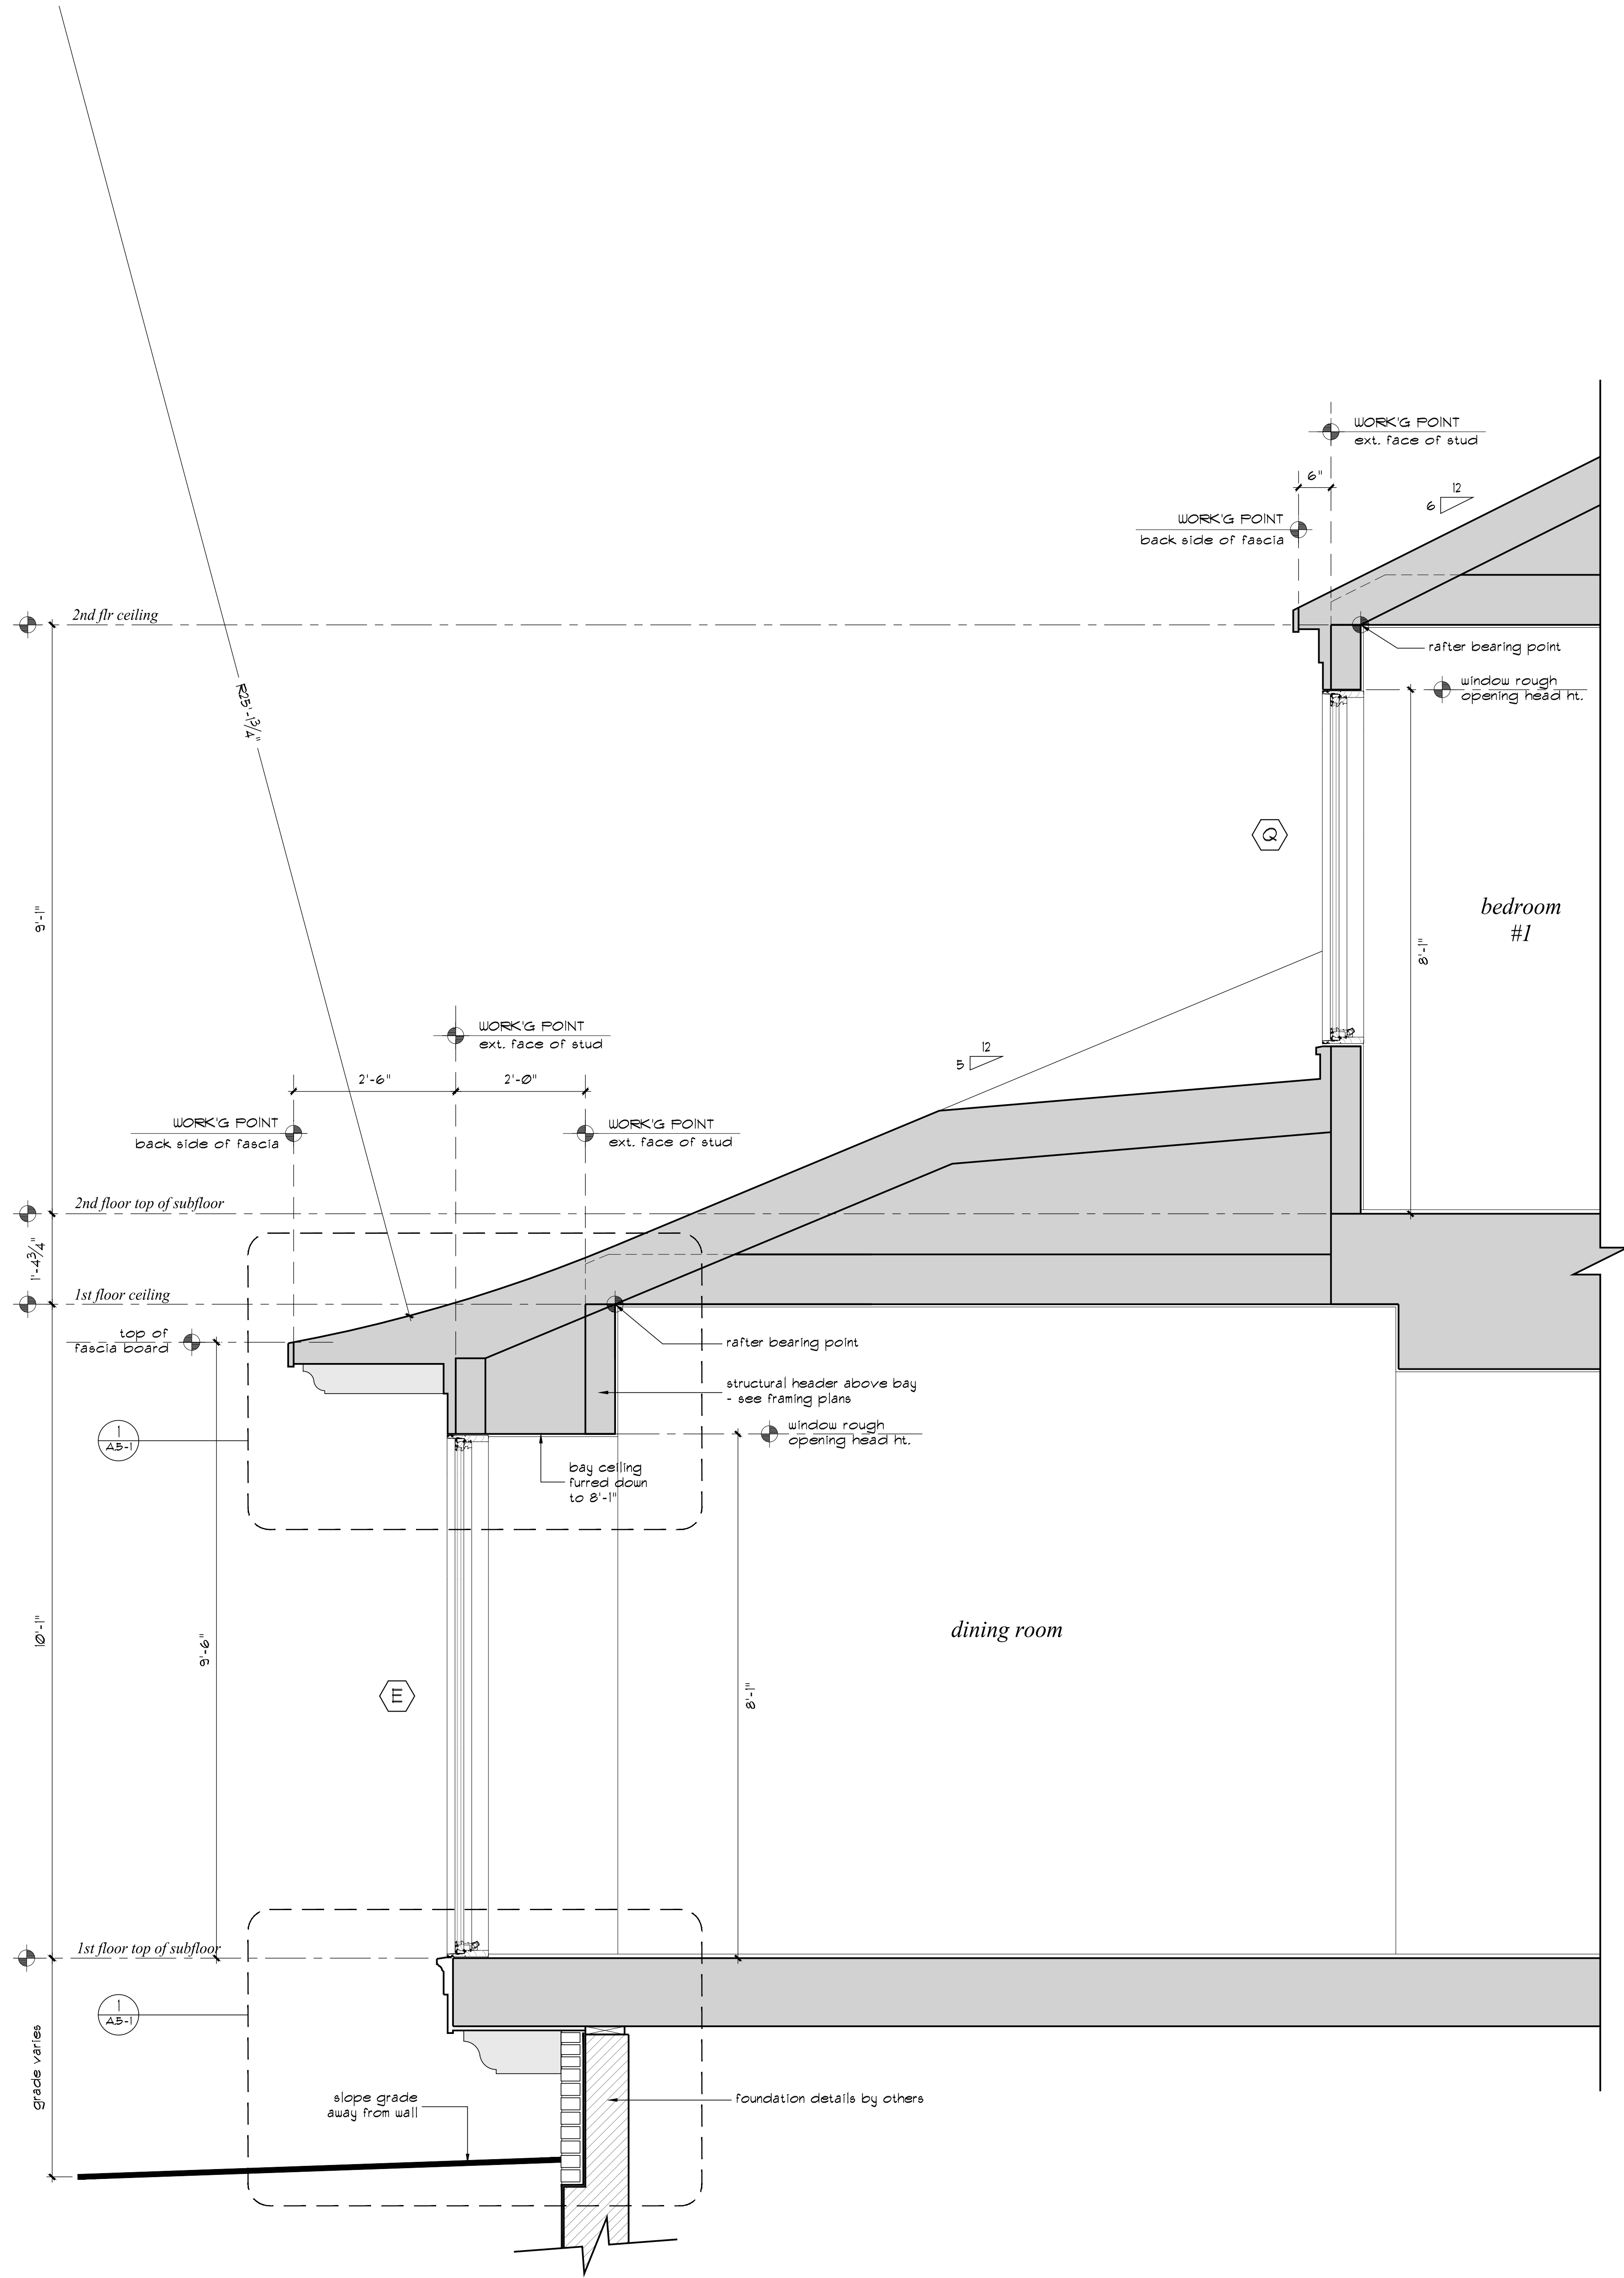 WORK'G POINT
ext. face of stud
6"
12
6
WORK'G POINT
back side of fascia
2nd flr ceiling
rafter bearing point
window rough
opening head ht.
R25'-1 3/4"
Q
bedroom
#1
9'-1"
8'-1"
WORK'G POINT
ext. face of stud
12
5
2'-6"
2'-0"
WORK'G POINT
back side of fascia
WORK'G POINT
ext. face of stud
2nd floor top of subfloor
1'-4 3/4"
1st floor ceiling
top of
fascia board
rafter bearing point
structural header above bay
- see framing plans
window rough
opening head ht.
1
A5-1
bay ceiling
furred down
to 8'-1"
10'-1"
9'-6"
dining room
E
8'-1"
1st floor top of subfloor
1
A5-1
grade varies
slope grade
away from wall
foundation details by others